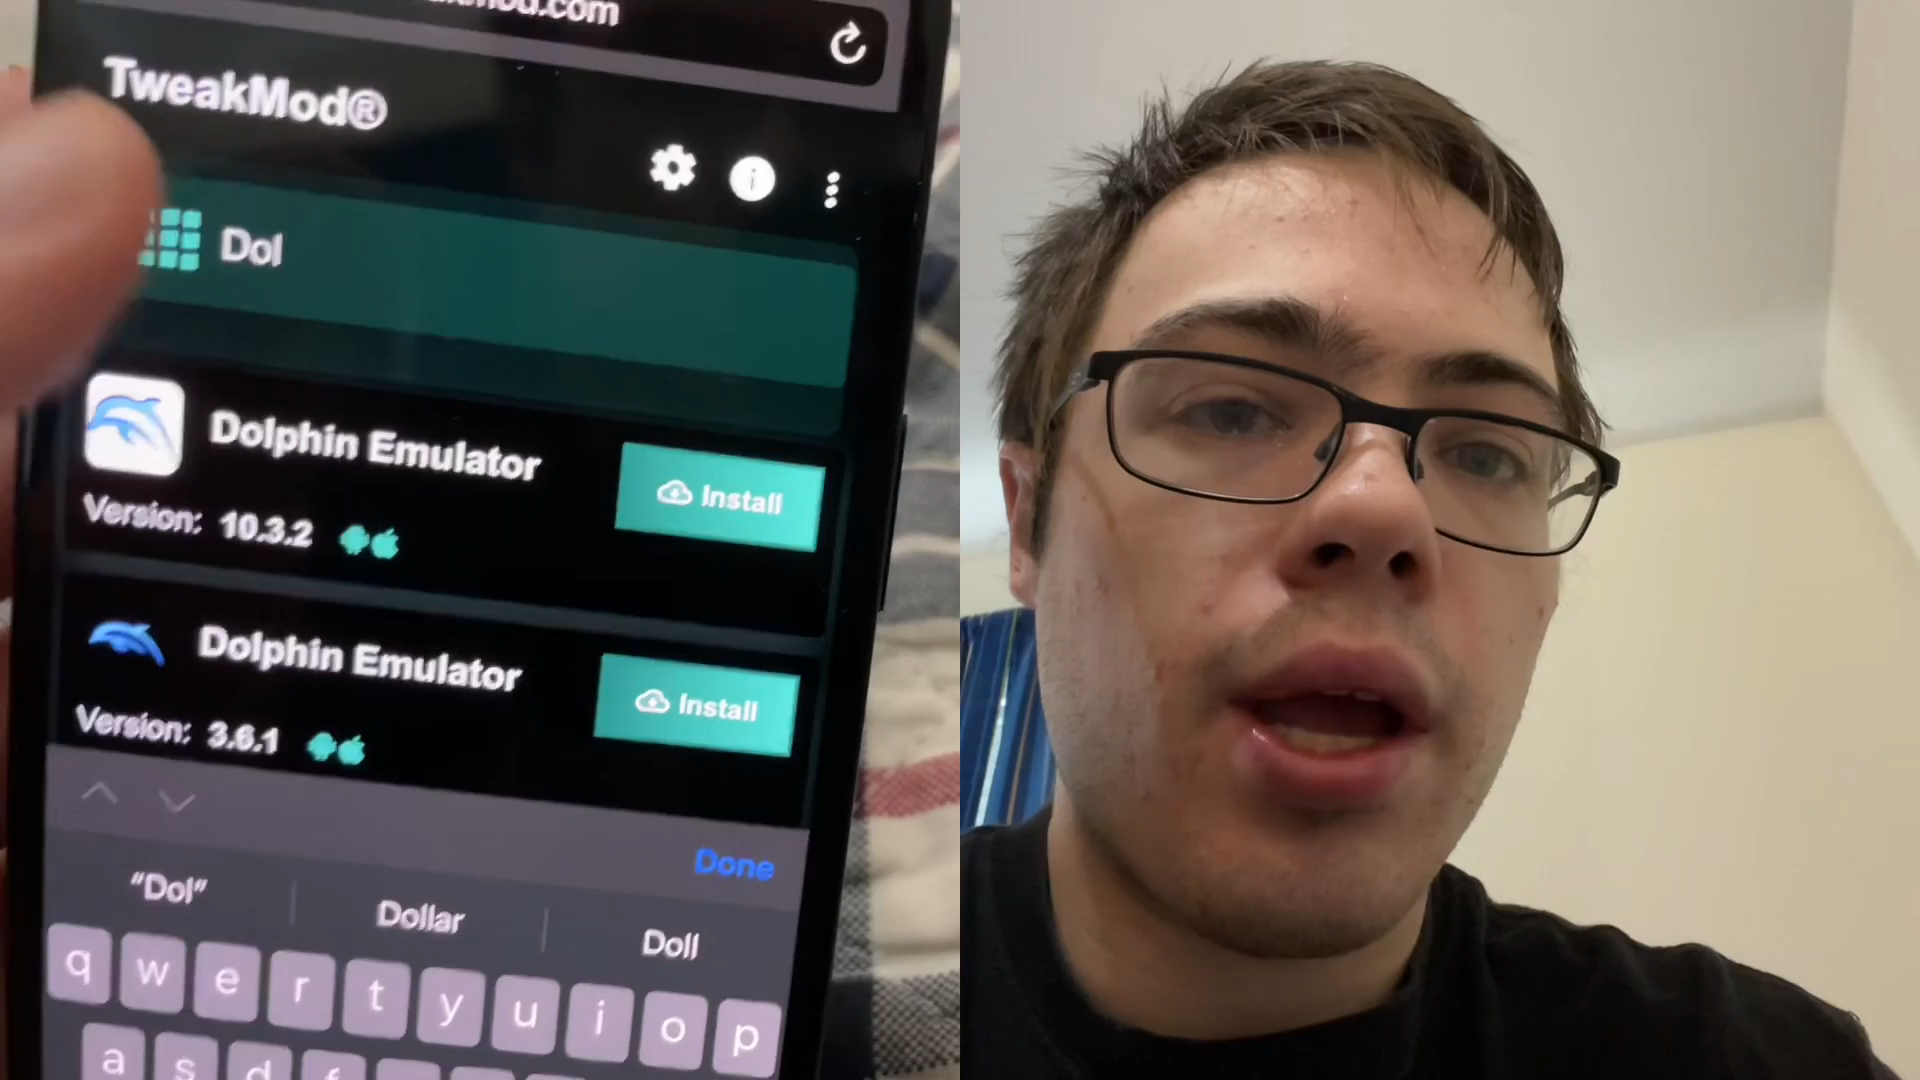 TweakMod®
Dol
Dolphin Emulator
Install
Version: 10.3.2
Dolphin Emulator
Install
Version: 3.6.1
Done
“Dol”
Dollar
Doll
q w e r t y u i o p
a s d f